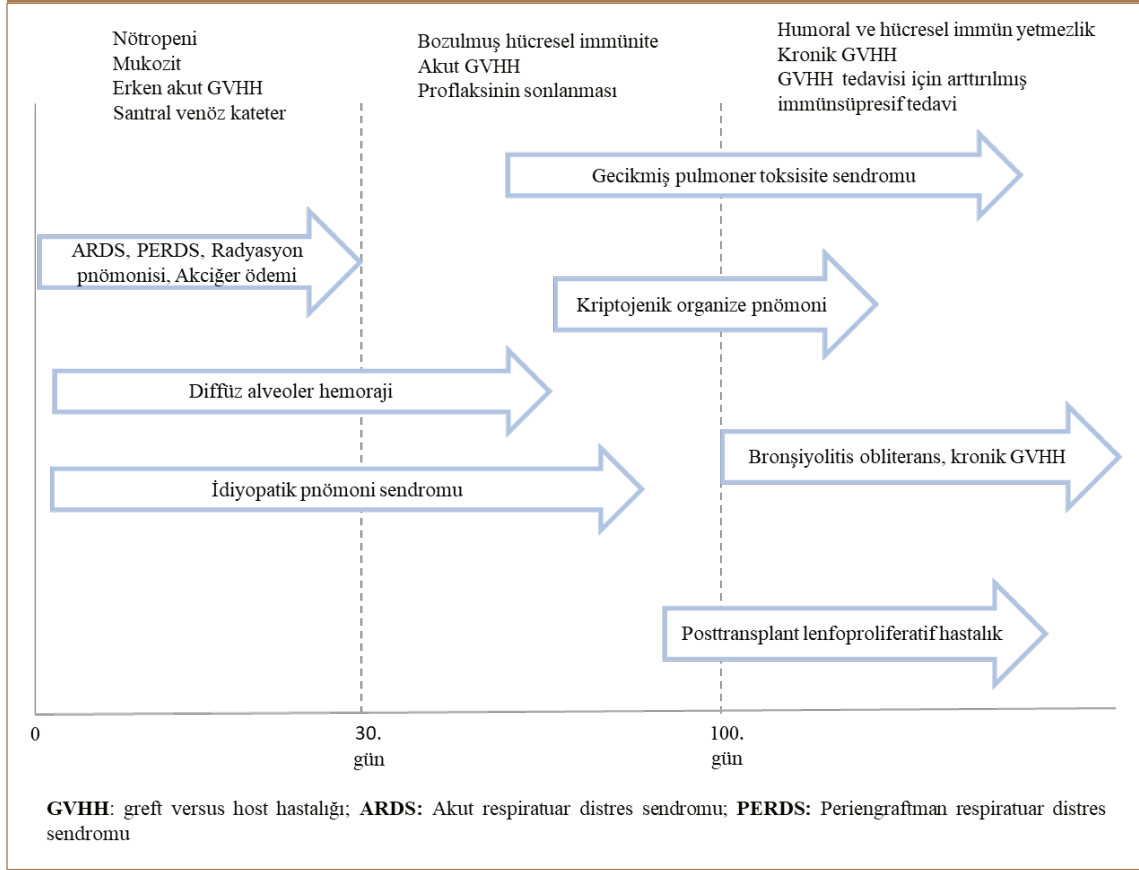 Nötropeni
Mukozit
Erken akut GVHH
Santral venöz kateter
Bozulmuş hücresel immünite
Akut GVHH
Proflaksinin sonlanması
Humoral ve hücresel immün yetmezlik
Kronik GVHH
GVHH tedavisi için arttırılmış
immünsüpresif tedavi
Gecikmiş pulmoner toksisite sendromu
ARDS, PERDS, Radyasyon
pnömonisi, Akciğer ödemi
Kriptojenik organize pnömoni
Diffüz alveoler hemoraji
Bronşiyolitis obliterans, kronik GVHH
İdiyopatik pnömoni sendromu
Posttransplant lenfoproliferatif hastalık
0
30.
gün
100.
gün
GVHH: greft versus host hastalığı; ARDS: Akut respiratuar distres sendromu; PERDS: Periengraftman respiratuar distres
sendromu